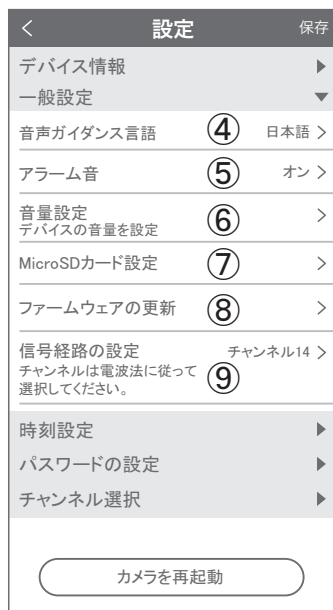 設定 保存
デバイス情報
一般設定
音声ガイダンス言語 ④ 日本語
アラーム音 ⑤ オン
音量設定 ⑥
デバイスの音量を設定
MicroSDカード設定 ⑦
ファームウェアの更新 ⑧
信号経路の設定 チャンネル14
チャンネルは電波法に従って ⑨
選択してください。
時刻設定
パスワードの設定
チャンネル選択
カメラを再起動